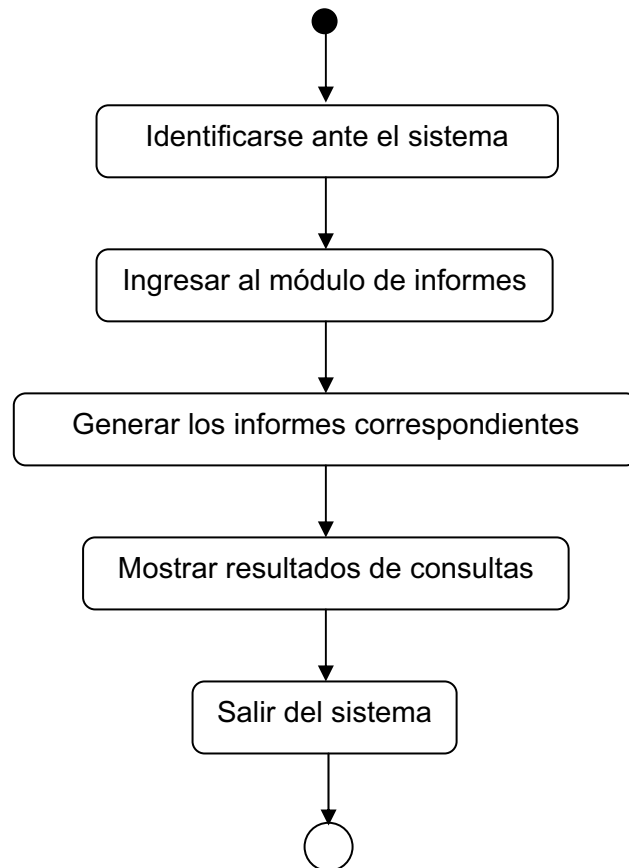 Identificarse ante el sistema
Ingresar al módulo de informes
Generar los informes correspondientes
Mostrar resultados de consultas
Salir del sistema